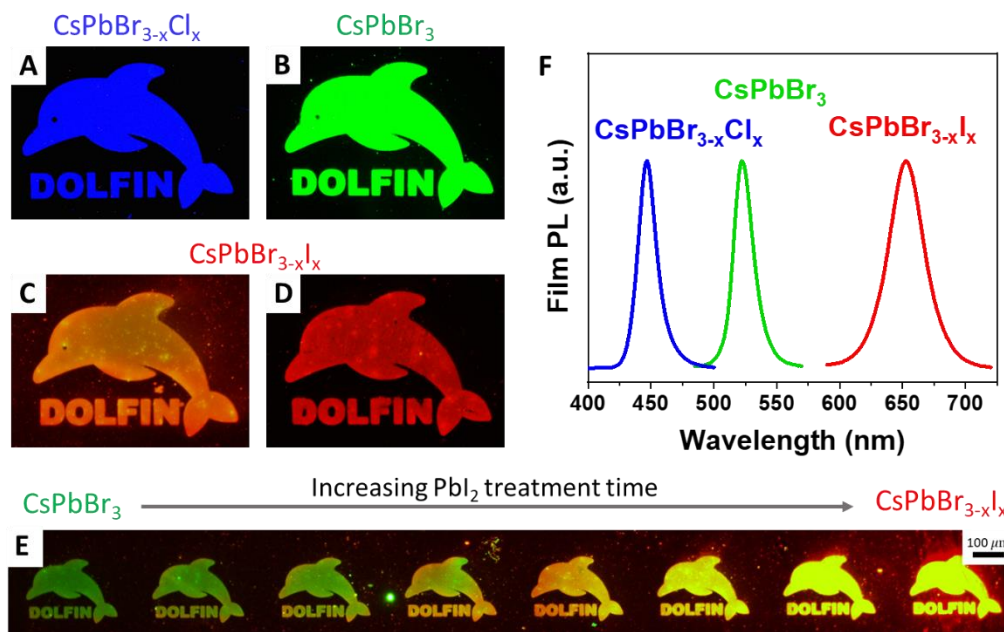 CsPbBr₃₋ₓClₓ
CsPbBr₃
A
B
DOLFIN
DOLFIN
CsPbBr₃₋ₓIₓ
C
D
DOLFIN
DOLFIN
F
CsPbBr₃
CsPbBr₃₋ₓClₓ
CsPbBr₃₋ₓIₓ
Film PL (a.u.)
400 450 500 550 600 650 700
Wavelength (nm)
CsPbBr₃
Increasing PbI₂ treatment time
CsPbBr₃₋ₓIₓ
E
100 μm
DOLFIN DOLFIN DOLFIN DOLFIN DOLFIN DOLFIN DOLFIN DOLFIN